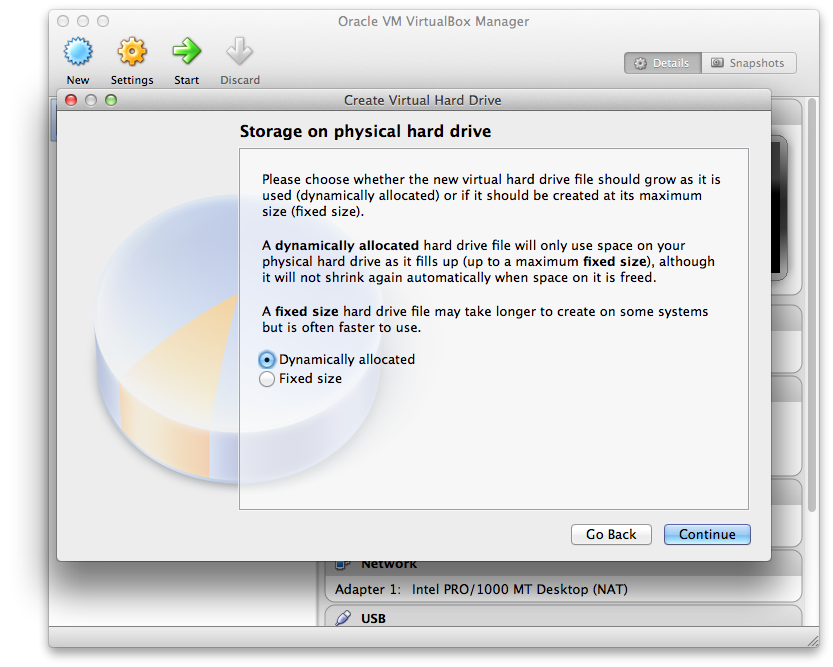 Oracle VM VirtualBox Manager
New Settings Start Discard
Details Snapshots
Create Virtual Hard Drive
Storage on physical hard drive
Please choose whether the new virtual hard drive file should grow as it is
used (dynamically allocated) or if it should be created at its maximum
size (fixed size).
A dynamically allocated hard drive file will only use space on your
physical hard drive as it fills up (up to a maximum fixed size), although
it will not shrink again automatically when space on it is freed.
A fixed size hard drive file may take longer to create on some systems
but is often faster to use.
Dynamically allocated
Fixed size
Go Back Continue
Network
Adapter 1: Intel PRO/1000 MT Desktop (NAT)
USB